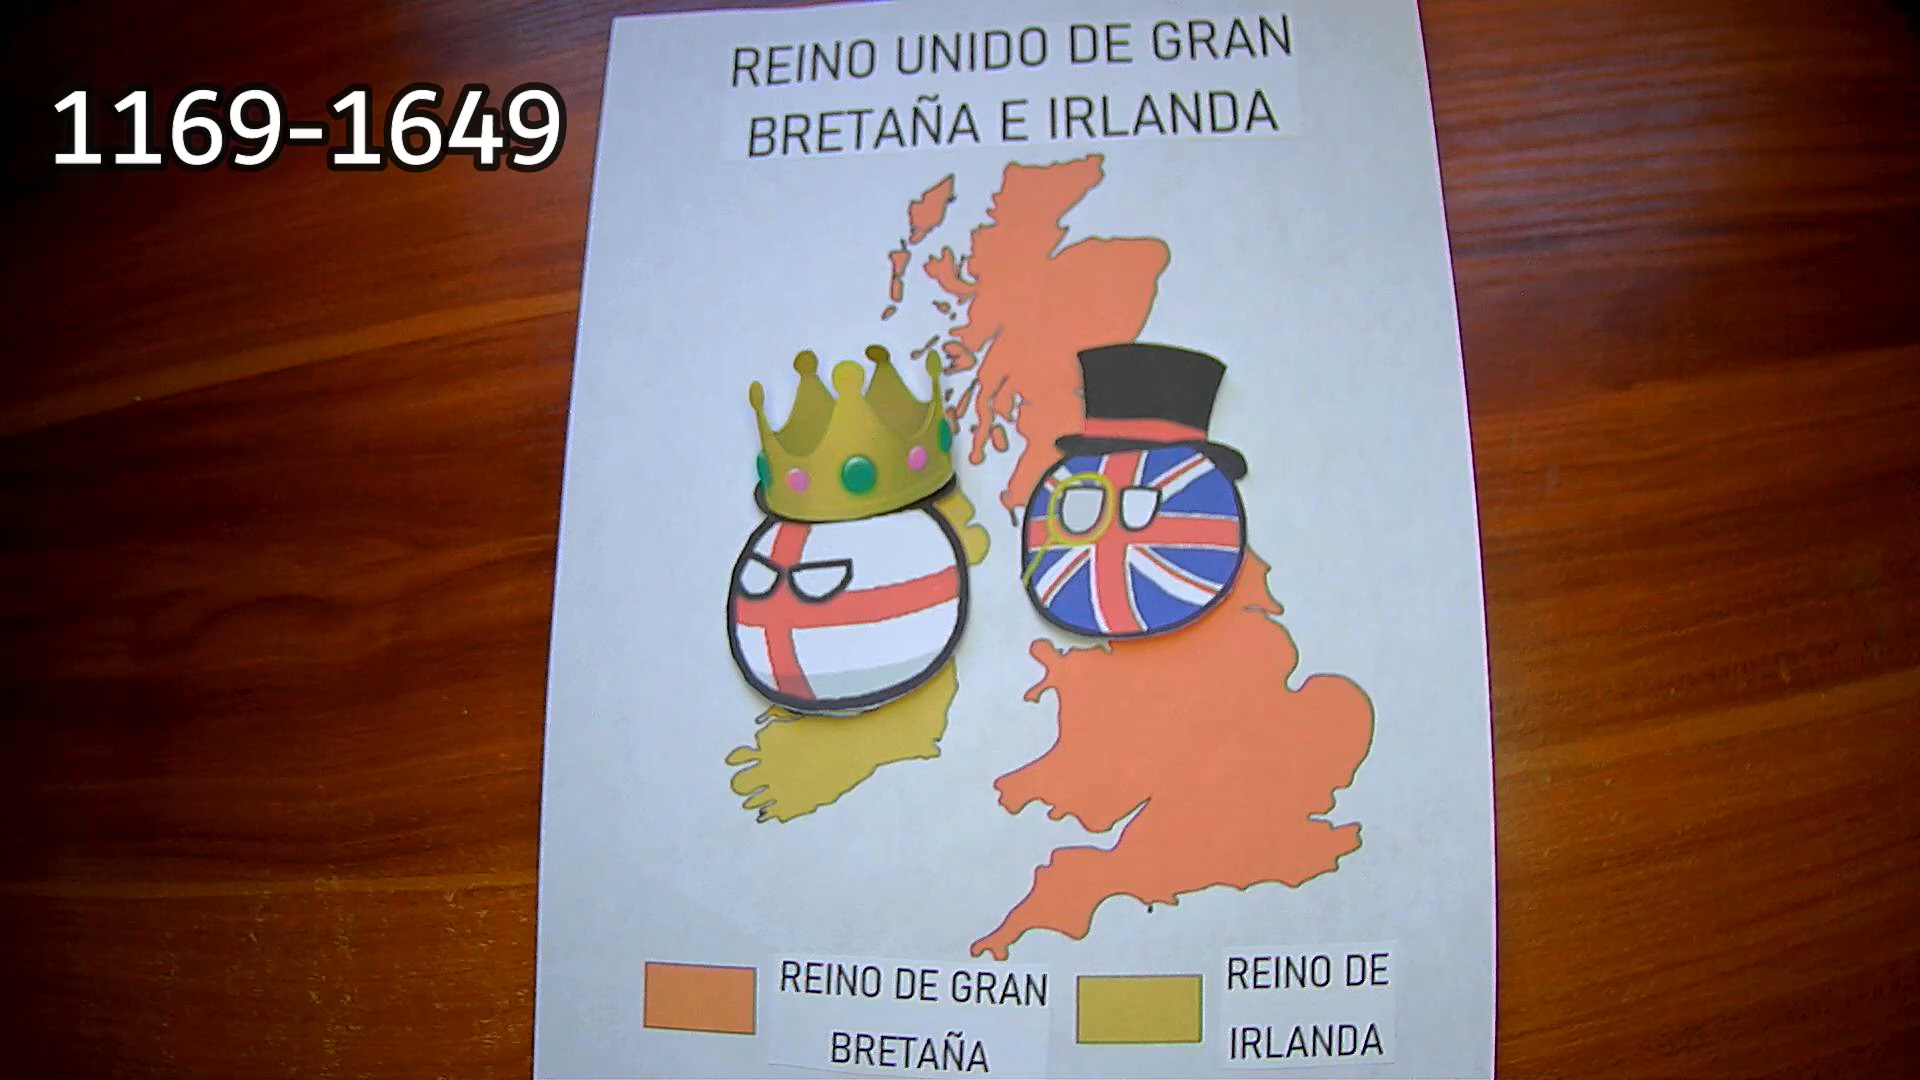 1169-1649
REINO UNIDO DE GRAN
BRETAÑA E IRLANDA
REINO DE GRAN
BRETAÑA
REINO DE
IRLANDA